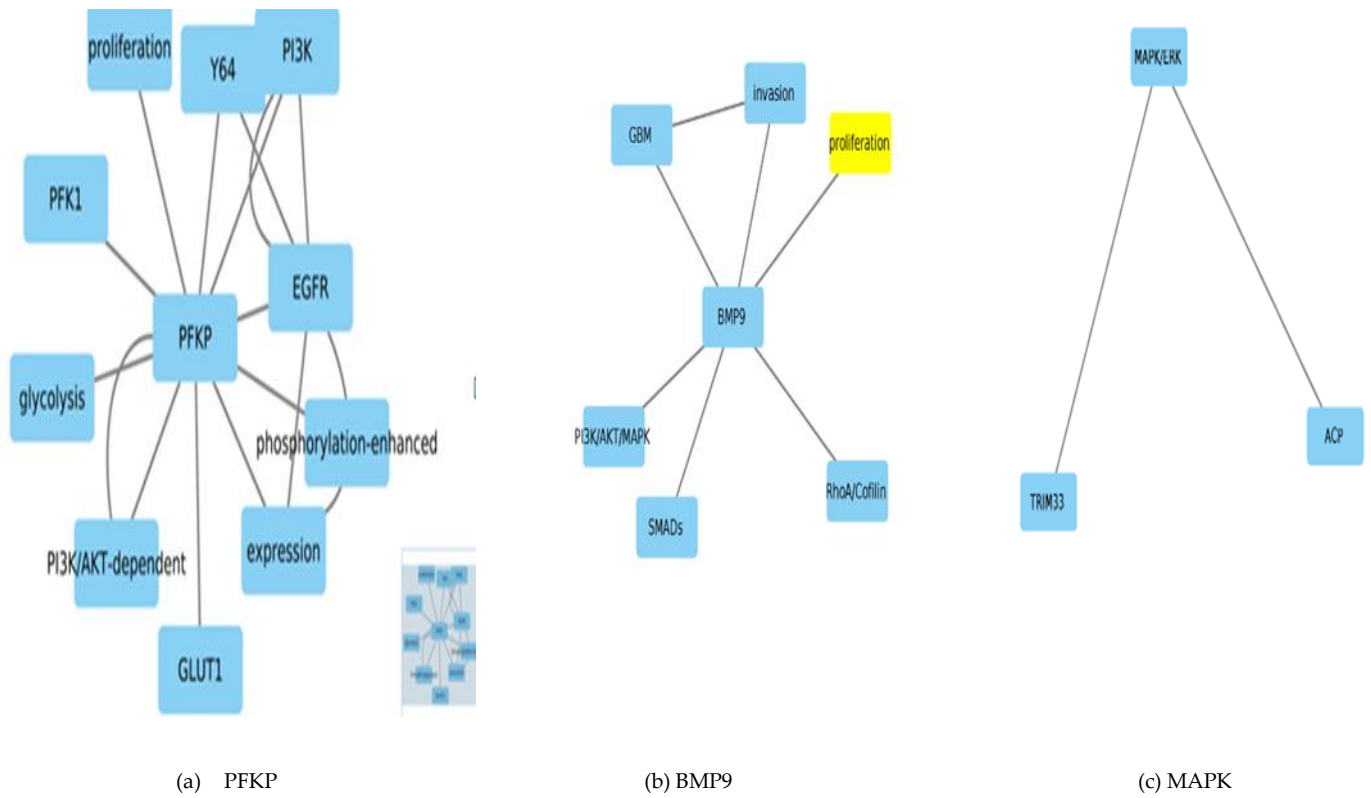 proliferation
Y64
PI3K
PFK1
EGFR
PFKP
glycolysis
phosphorylation-enhanced
PI3K/AKT-dependent
expression
GLUT1
invasion
GBM
proliferation
BMP9
PI3K/AKT/MAPK
RhoA/Cofilin
SMADs
MAPK/ERK
ACP
TRIM33
(a) PFKP
(b) BMP9
(c) MAPK